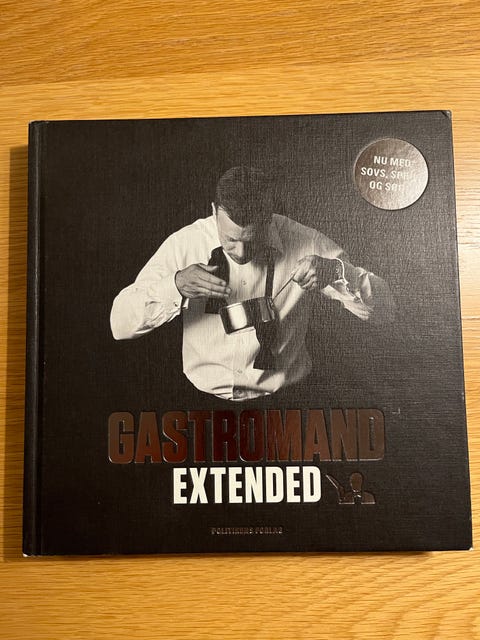 NU MED
SOVS,
OG
GASTROMAND
EXTENDED
POLITIKENS FORLAG